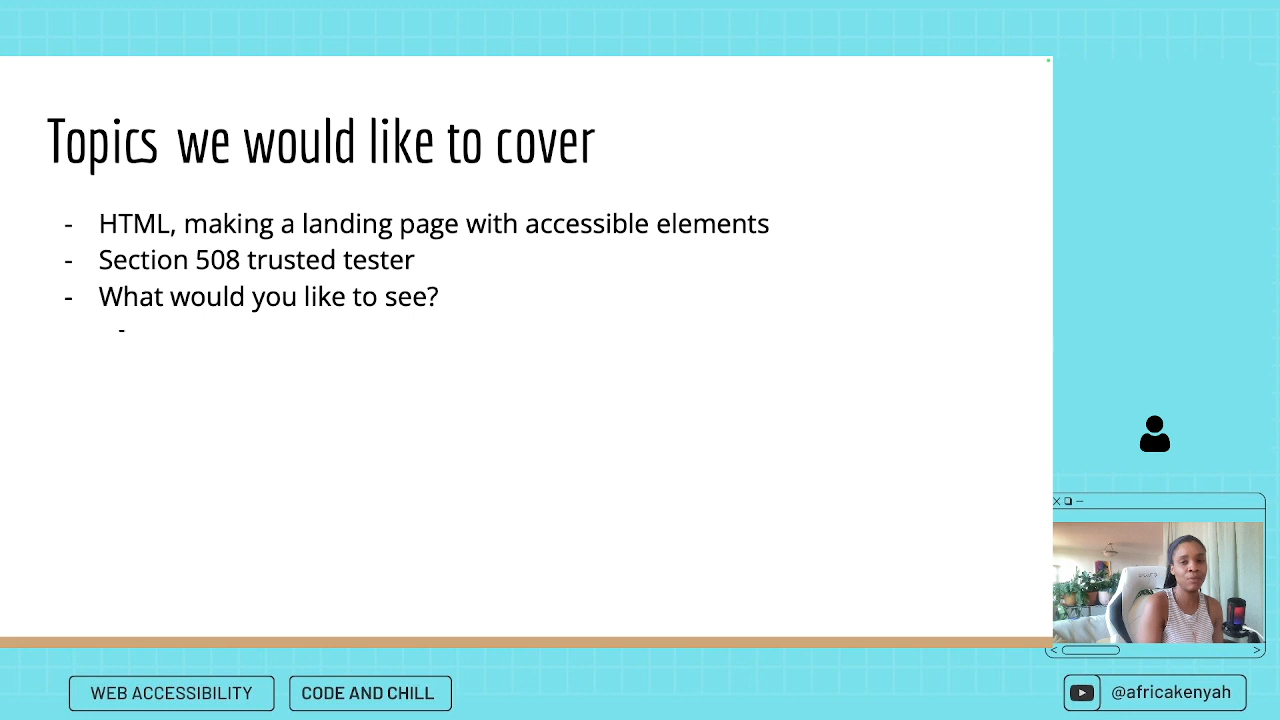 Topics we would like to cover
- HTML, making a landing page with accessible elements
- Section 508 trusted tester
- What would you like to see?
-
WEB ACCESSIBILITY
CODE AND CHILL
@africakenyah